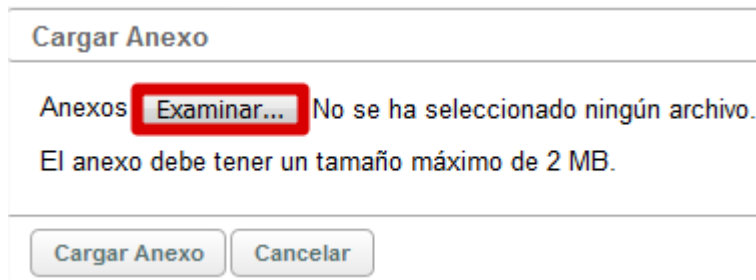 Cargar Anexo
Anexos Examinar... No se ha seleccionado ningún archivo.
El anexo debe tener un tamaño máximo de 2 MB.
Cargar Anexo Cancelar